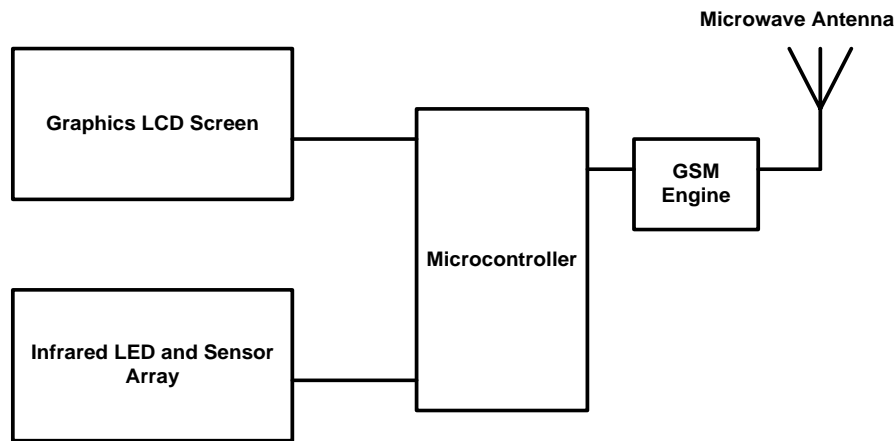 Microwave Antenna
Graphics LCD Screen
GSM
Engine
Microcontroller
Infrared LED and Sensor
Array